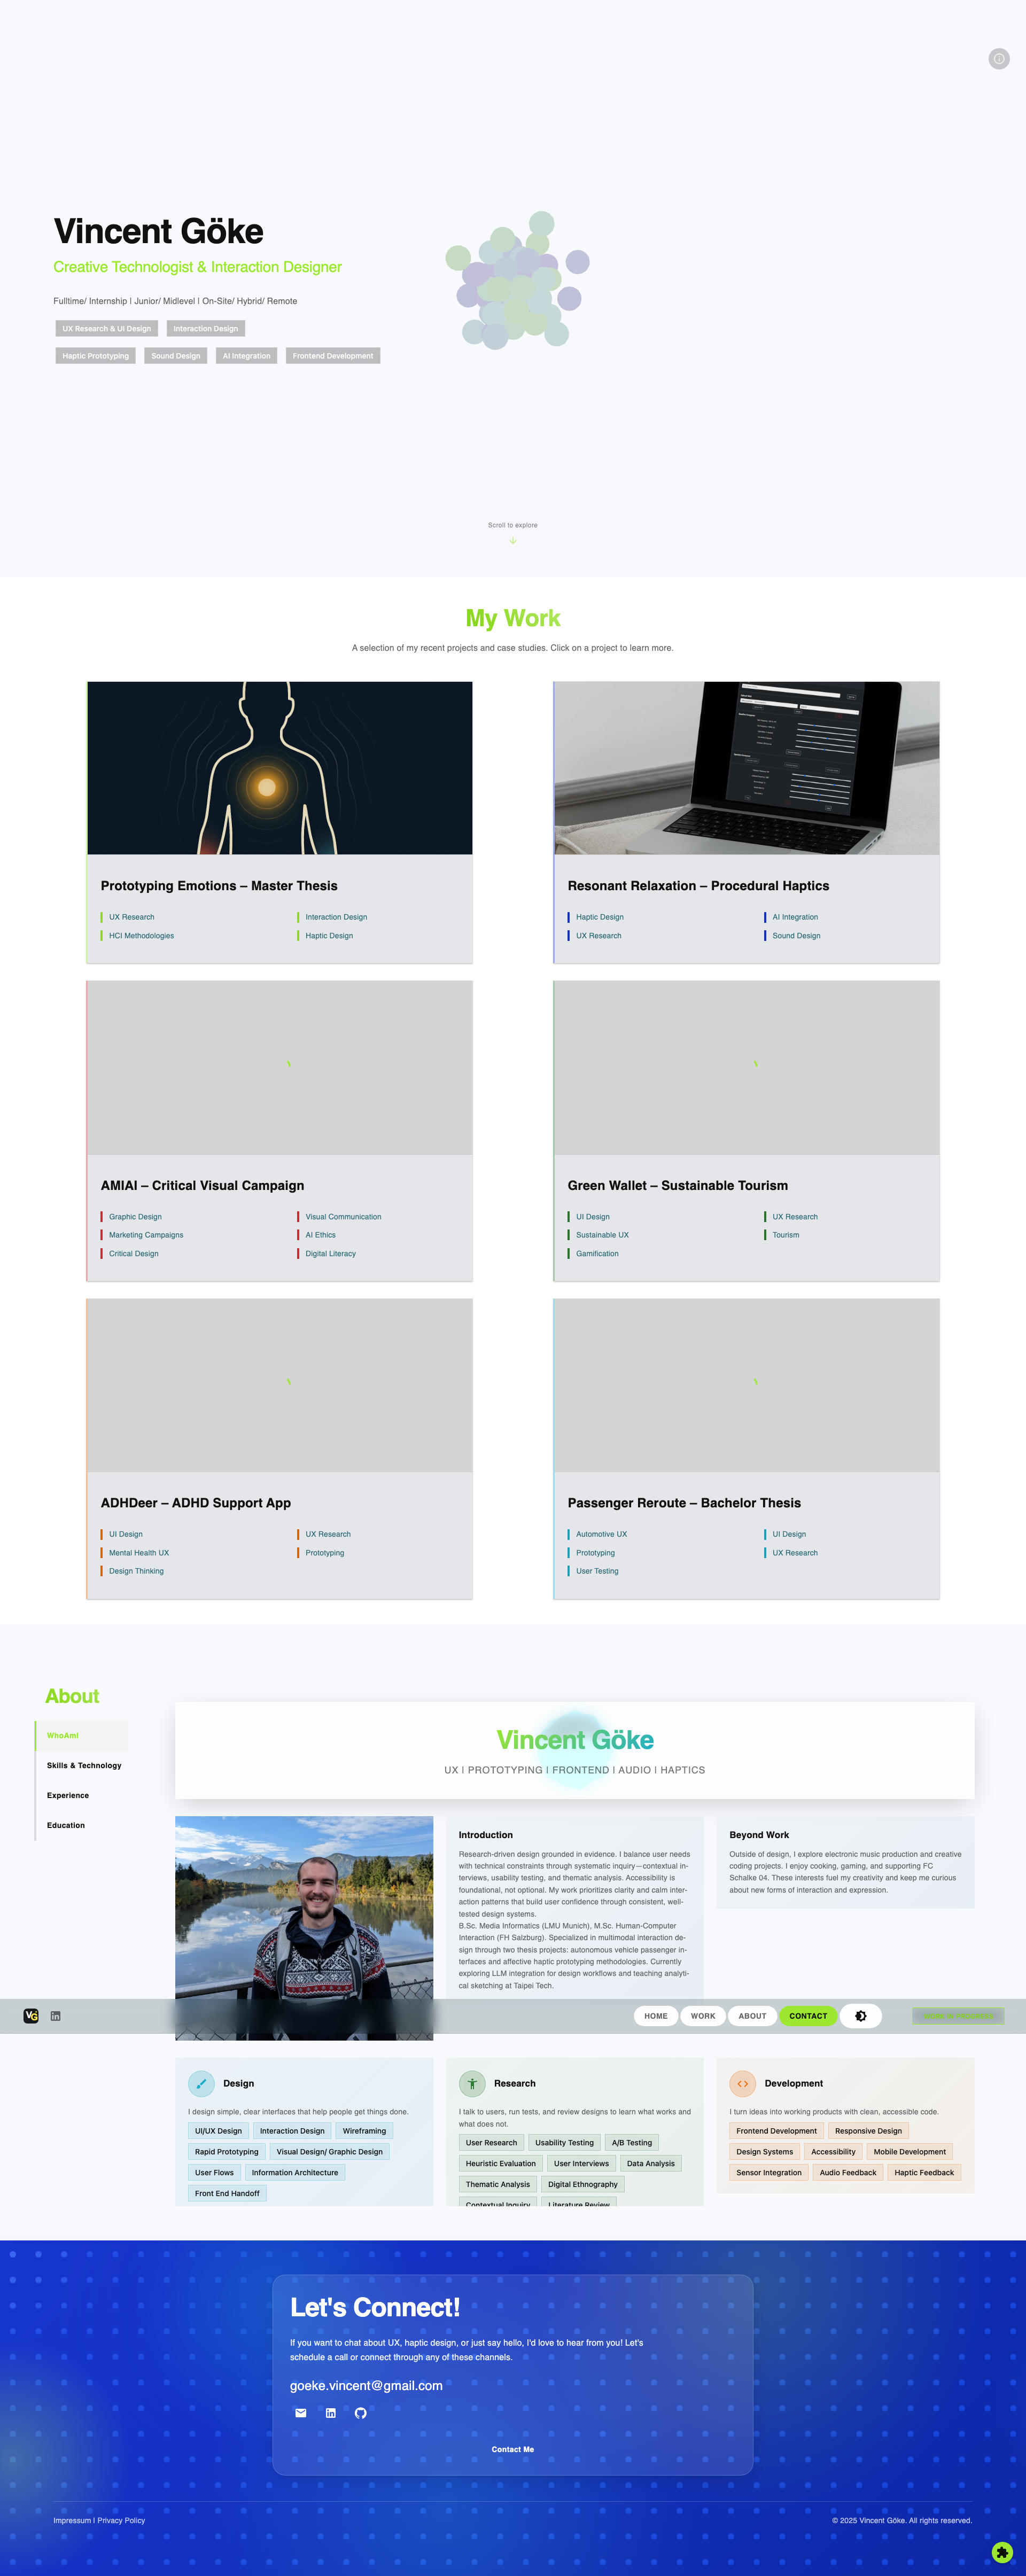 Vincent Göke
Creative Technologist & Interaction Designer
Fulltime/ Internship | Junior/ Midlevel | On-Site/ Hybrid/ Remote
UX Research & UI Design
Interaction Design
Haptic Prototyping
Sound Design
AI Integration
Frontend Development
Scroll to explore
My Work
A selection of my recent projects and case studies. Click on a project to learn more.
Prototyping Emotions – Master Thesis
UX Research
Interaction Design
HCI Methodologies
Haptic Design
Resonant Relaxation – Procedural Haptics
Haptic Design
AI Integration
UX Research
Sound Design
AMIAI – Critical Visual Campaign
Graphic Design
Visual Communication
Marketing Campaigns
AI Ethics
Critical Design
Digital Literacy
Green Wallet – Sustainable Tourism
UI Design
UX Research
Sustainable UX
Tourism
Gamification
ADHDeer – ADHD Support App
UI Design
UX Research
Mental Health UX
Prototyping
Design Thinking
Passenger Reroute – Bachelor Thesis
Automotive UX
UI Design
Prototyping
UX Research
User Testing
About
WhoAmI
Skills & Technology
Experience
Education
Vincent Göke
UX | PROTOTYPING | FRONTEND | AUDIO | HAPTICS
Introduction
Research-driven design grounded in evidence. I balance user needs
with technical constraints through systematic inquiry—contextual in-
terviews, usability testing, and thematic analysis. Accessibility is
foundational, not optional. My work prioritizes clarity and calm inter-
action patterns that build user confidence through consistent, well-
tested design systems.
B.Sc. Media Informatics (LMU Munich), M.Sc. Human-Computer
Interaction (FH Salzburg). Specialized in multimodal interaction de-
sign through two thesis projects: autonomous vehicle passenger in-
terfaces and affective haptic prototyping methodologies. Currently
exploring LLM integration for design workflows and teaching analyti-
cal sketching at Taipei Tech.
Beyond Work
Outside of design, I explore electronic music production and creative
coding projects. I enjoy cooking, gaming, and supporting FC
Schalke 04. These interests fuel my creativity and keep me curious
about new forms of interaction and expression.
VG
in
HOME
WORK
ABOUT
CONTACT
Design
I design simple, clear interfaces that help people get things done.
UI/UX Design
Interaction Design
Wireframing
Rapid Prototyping
Visual Design/ Graphic Design
User Flows
Information Architecture
Front End Handoff
Research
I talk to users, run tests, and review designs to learn what works and
what does not.
User Research
Usability Testing
A/B Testing
Heuristic Evaluation
User Interviews
Data Analysis
Thematic Analysis
Digital Ethnography
Contextual Inquiry
Literature Review
Development
I turn ideas into working products with clean, accessible code.
Frontend Development
Responsive Design
Design Systems
Accessibility
Mobile Development
Sensor Integration
Audio Feedback
Haptic Feedback
Let's Connect!
If you want to chat about UX, haptic design, or just say hello, I'd love to hear from you! Let's
schedule a call or connect through any of these channels.
goeke.vincent@gmail.com
in
Contact Me
Impressum | Privacy Policy
© 2025 Vincent Göke. All rights reserved.